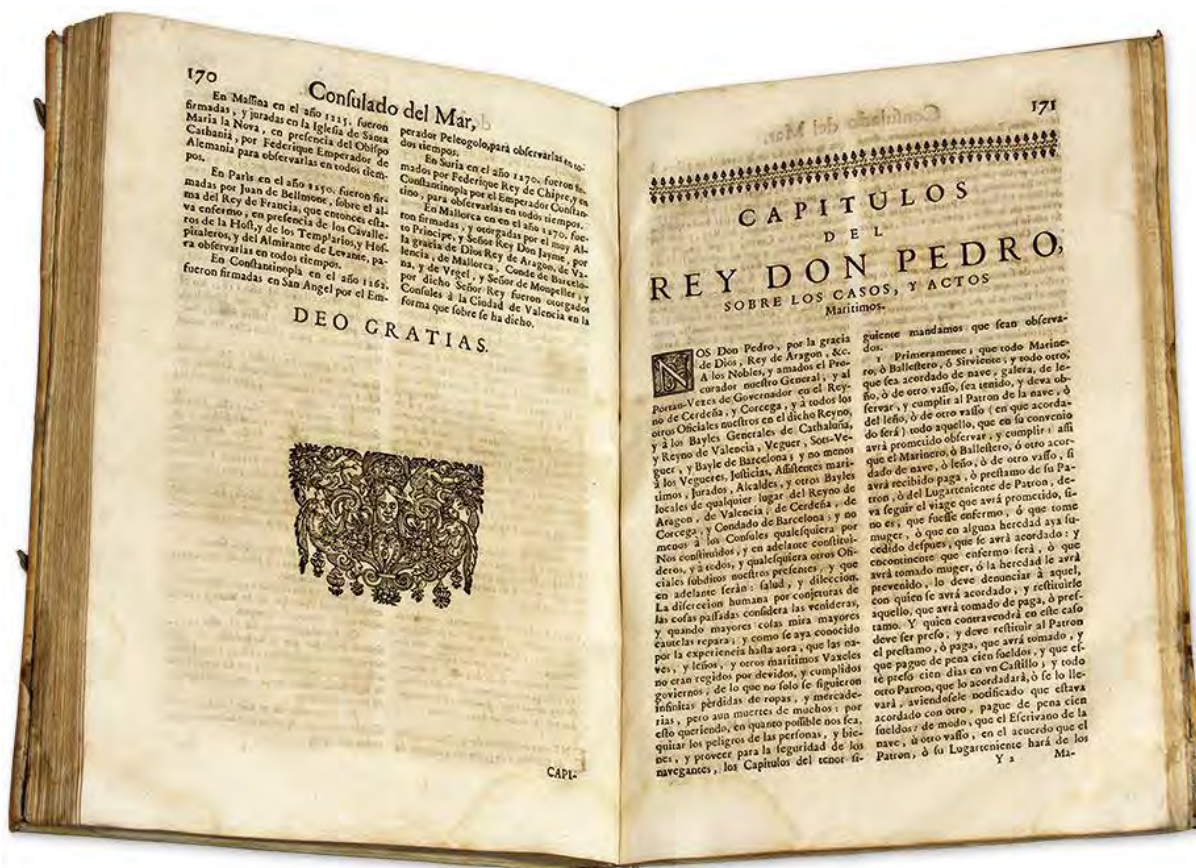 170
Consulado del Mar,
En Massina en el año 1225. fueron
firmadas, y juradas en la Iglesia de Santa
Maria la Nova, en presencia del Obispo
Cathania, por Federique Emperador de
Alemania para observarlas en todos tiem-
pos.
En Paris en el año 1250. fueron fir-
madas por Juan de Bellmone, sobre el al-
ma del Rey de Francia, que entonces esta-
va enfermo, en presencia de los Cavalle-
ros de la Host, y de los Templarios, y Hos-
pitaleros, y del Almirante de Levante, pa-
ra observarlas en todos tiempos.
En Constantinopla en el año 1262.
fueron firmadas en San Angel por el Em-
perador Peleogolo, para observarlas en to-
dos tiempos.
En Suria en el año 1270. fueron fir-
mados por Federique Rey de Chipre, y en
Constantinopla por el Emperador Constan-
tino, para observarlas en todos tiempos.
En Mallorca en en el año 1270. fue-
ron firmadas, y otorgadas por el muy Al-
to Principe, y Señor Rey Don Jayme, por
la gracia de Dios Rey de Aragon, de Va-
lencia, de Mallorca, Conde de Barcelo-
na, y de Vrgel, y Señor de Monpeller; y
por dicho Señor Rey fueron otorgados
Consules à la Ciudad de Valencia en la
forma que sobre se ha dicho.
DEO GRATIAS.
CAPI-
171
CAPITULOS
DEL
REY DON PEDRO,
SOBRE LOS CASOS, Y ACTOS
Maritimos.
NOS Don Pedro, por la gracia
de Dios, Rey de Aragon, &c.
A los Nobles, y amados el Pro-
curador nuestro General, y al
Portan-Vezes de Governador en el Rey-
no de Cerdeña, y Corcega, y à todos los
otros Oficiales nuestros en el dicho Reyno,
y à los Bayles Generales de Cathaluña,
y Reyno de Valencia, Veguer, Sots-Ve-
guer, y Bayle de Barcelona; y no menos
à los Vegueres, Justicias, Assistentes mari-
timos, Jurados, Alcaldes, y otros Bayles
locales de qualquier lugar del Reyno de
Aragon, de Valencia, de Cerdeña, de
Corcega, y Condado de Barcelona; y no
menos à los Consules qualesquiera por
Nos constituidos, y en adelante constitui-
deros, y à todos, y qualesquiera otros Ofi-
ciales subditos nuestros presentes, y que
en adelante serán: salud, y dileccion.
La discrecion humana por conjeturas de
las cosas passadas considera las venideras,
y quando mayores cosas mira mayores
cautelas repara; y como se aya conocido
por la experiencia hasta aora, que las na-
ves, y leños, y otros maritimos Vaxeles
no eran regidos por devidos, y cumplidos
goviernos, de lo que no solo se siguieron
infinitas pèrdidas de ropas, y mercade-
rias, pero aun muertes de muchos: por
esto queriendo, en quanto possible nos sea,
quitar los peligros de las personas, y bie-
nes, y proveer para la seguridad de los
navegantes, los Capitulos del tenor si-
guiente mandamos que sean observa-
dos.
1 Primeramente, que todo Marine-
ro, ò Ballestero, ó Sirviente, y todo otro,
que sea acordado de nave, galera, de le-
ño, ò de otro vasso, sea tenido, y deva ob-
servar, y cumplir al Patron de la nave, ò
del leño, ò de otro vasso (en que acorda-
do será) todo aquello, que en su convenio
avrà prometido observar, y cumplir: assi
que el Marinero, ò Ballestero, ó otro acor-
dado de nave, ò leño, ò de otro vasso, si
avrà recibido paga, ò prestamo de su Pa-
tron, ò del Lugarteniente de Patron, de-
va seguir el viage que avrà prometido, si-
no es, que fuesse enfermo, ó que tome
muger, ò que en alguna heredad aya su-
cedido despues, que se avrà acordado: y
encontinente que enfermo serà, ò que
avrà tomado muger, ó la heredad le avrà
prevenido, lo deve denunciar à aquel,
con quien se avrà acordado, y restituirle
aquello, que avrà tomado de paga, ò pres-
tamo. Y quien contravendrà en este caso
deve ser preso, y deve restituir al Patron
el prestamo, ò paga, que avrà tomado, y
que pague de pena cien sueldos, y que es-
tè preso cien dias en vn Castillo; y todo
otro Patron, que lo acordadarà, ò se lo lle-
varà, aviendosele notificado que estava
acordado con otro, pague de pena cien
sueldos: de modo, que el Escrivano de la
nave, ù otro vasso, en el acuerdo que el
Patron, ò su Lugarteniente hará de los
Y 2
Ma-